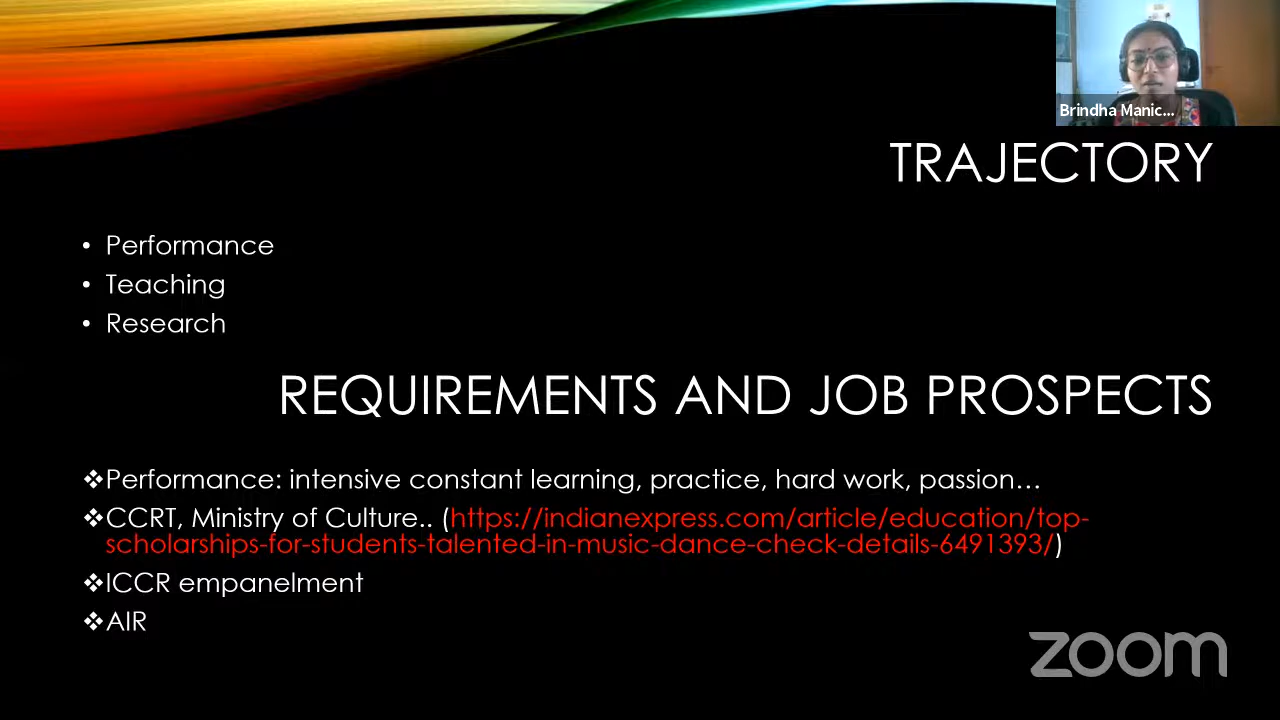 Brindha Manic...
TRAJECTORY
• Performance
• Teaching
• Research
REQUIREMENTS AND JOB PROSPECTS
❖Performance: intensive constant learning, practice, hard work, passion…
❖CCRT, Ministry of Culture.. (https://indianexpress.com/article/education/top-
scholarships-for-students-talented-in-music-dance-check-details-6491393/)
❖ICCR empanelment
❖AIR
zoom